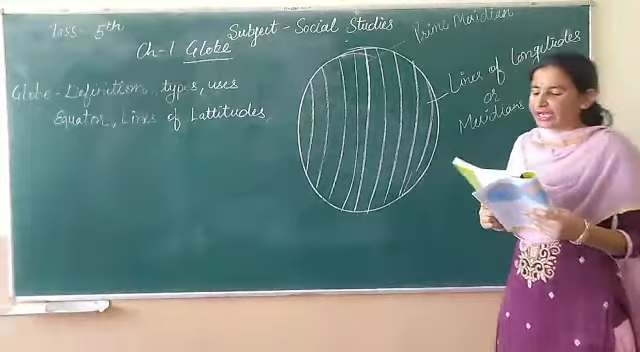 Class - 5th
Subject - Social Studies
Ch-1 Globe
Globe - Definition, types, uses
Equator, Lines of Lattitudes,
Prime Meridian
Lines of Longitudes
or
Meridians